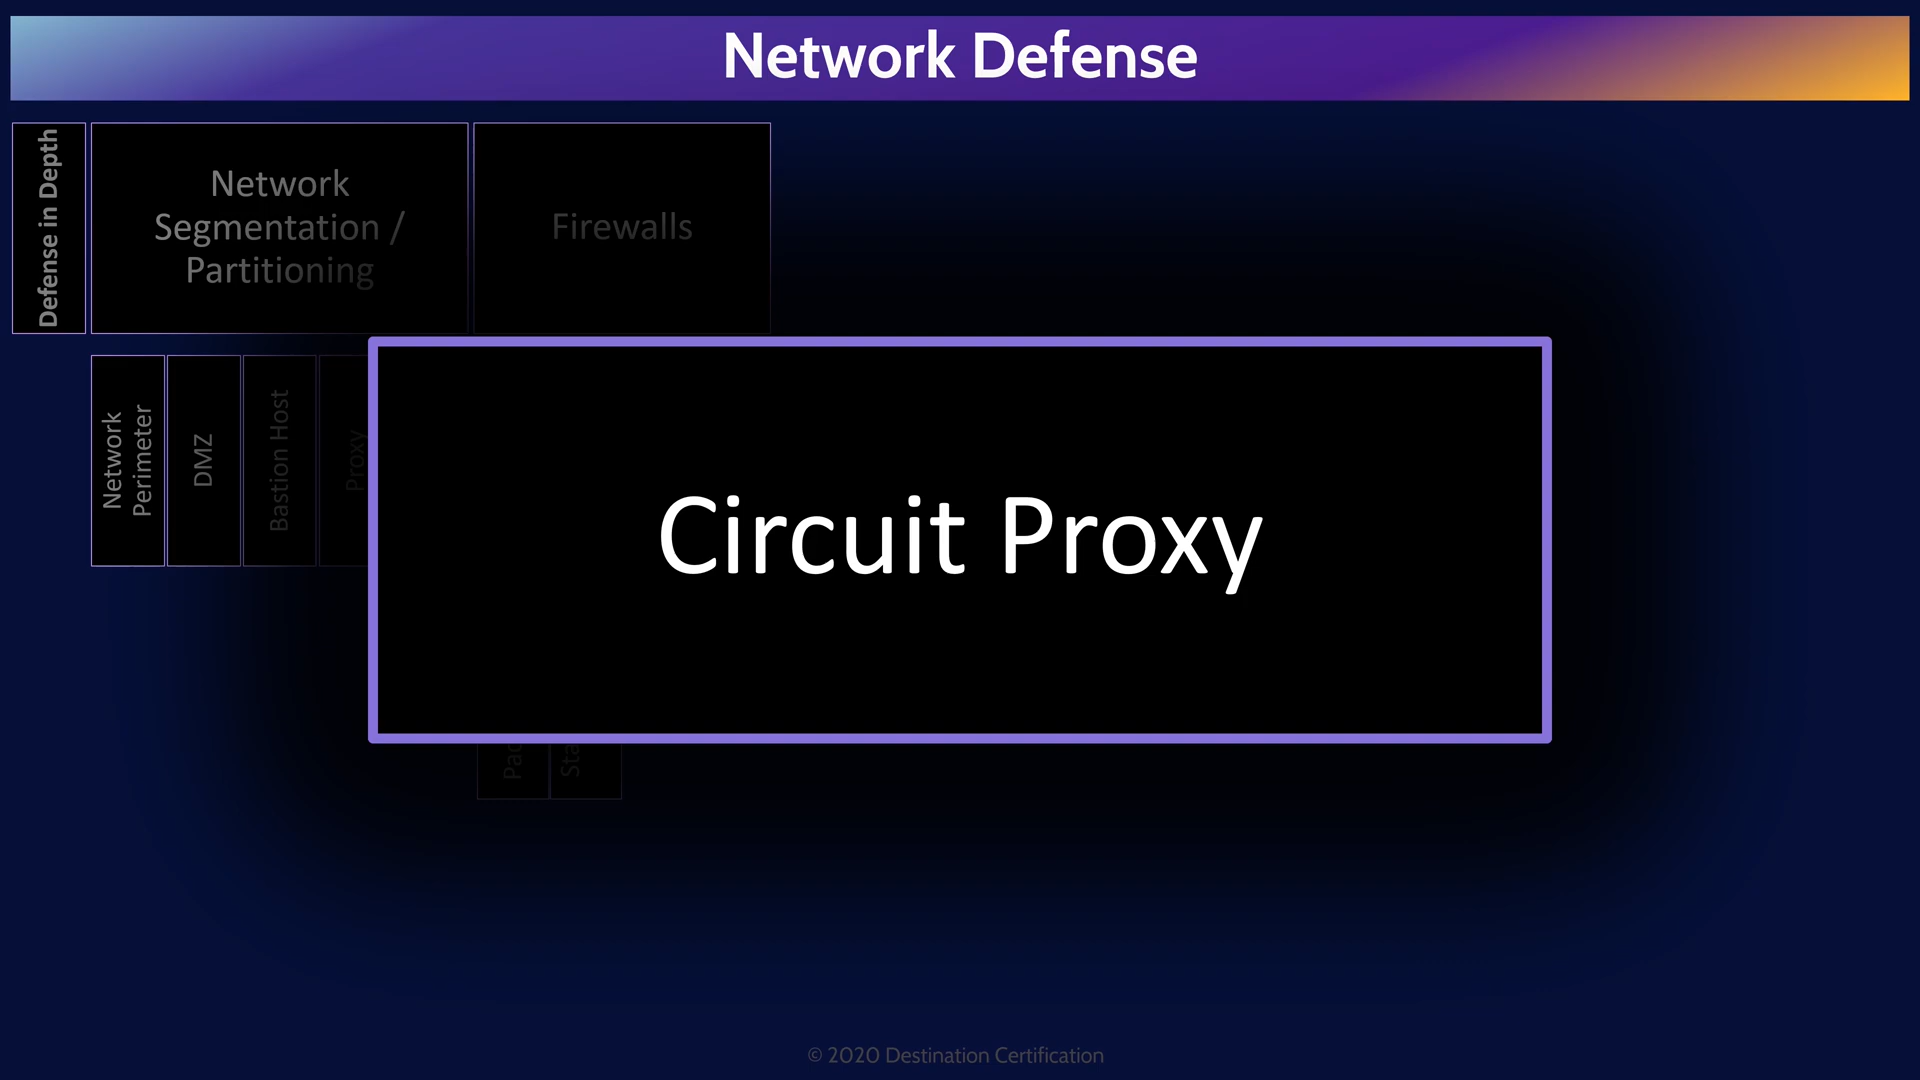 Network Defense
Defense in Depth
Network
Segmentation /
Partitioning
Firewalls
Network
Perimeter
DMZ
Bastion Host
Proxy
Circuit Proxy
© 2020 Destination Certification